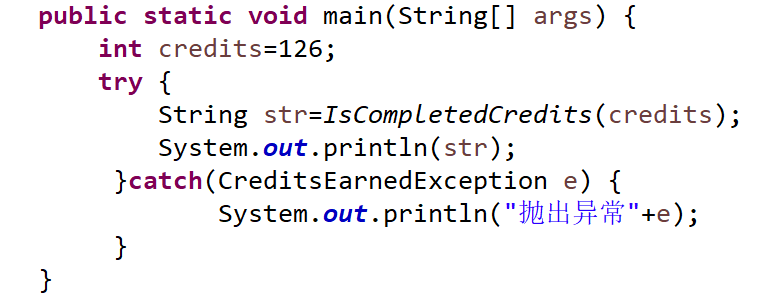 public static void main(String[] args) {
int credits=126;
try {
String str=IsCompletedCredits(credits);
System.out.println(str);
}catch(CreditsEarnedException e) {
System.out.println("抛出异常"+e);
}
}